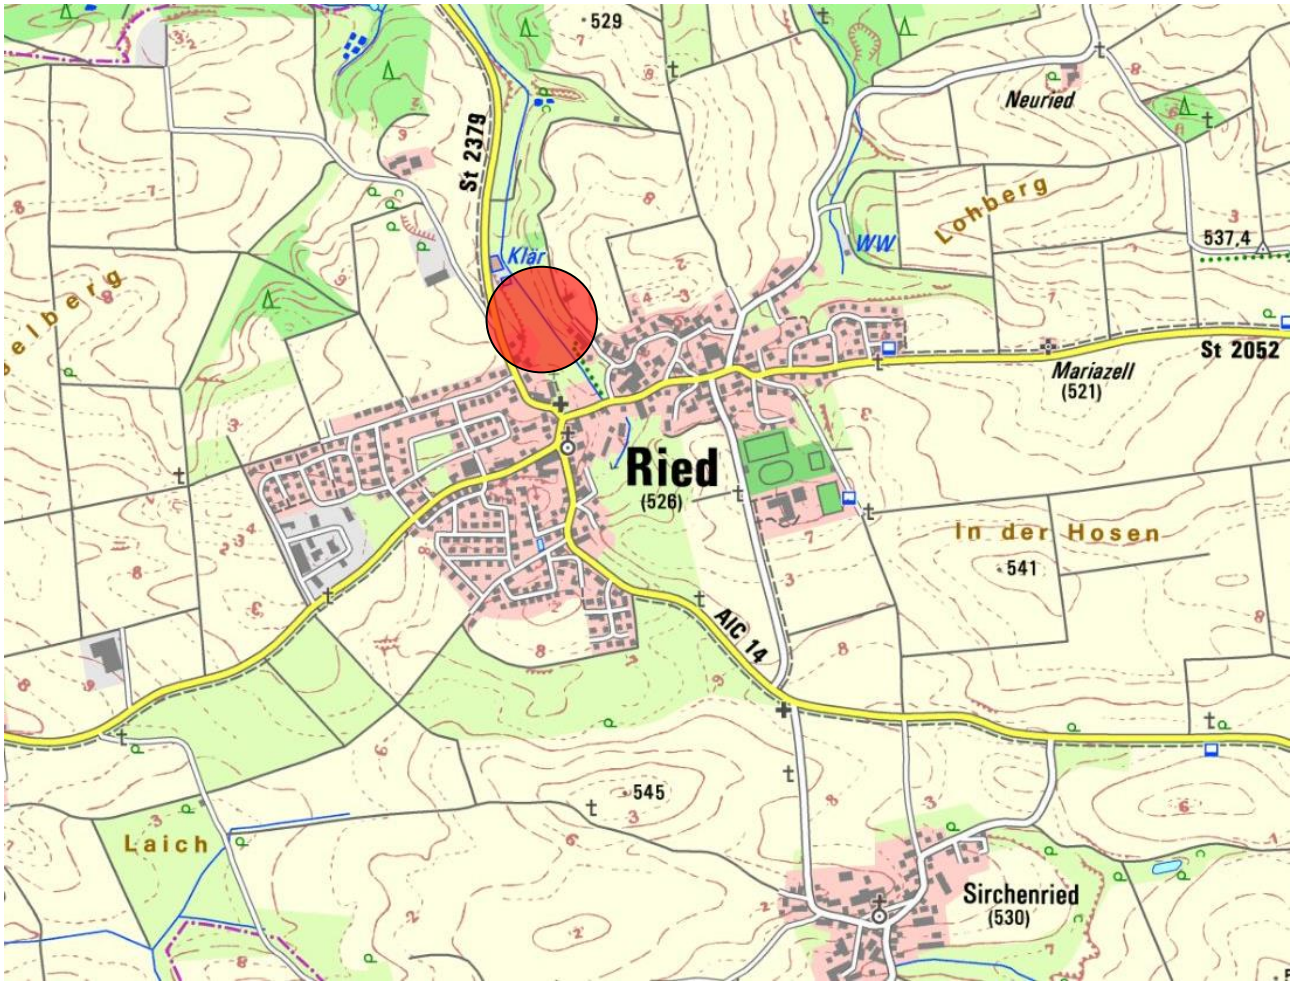 529
Neuried
St 2379
Lohberg
WW
537,4
Klär
elberg
St 2052
Mariazell
(521)
Ried
(526)
In der Hosen
541
AIC 14
545
Laich
Sirchenried
(530)